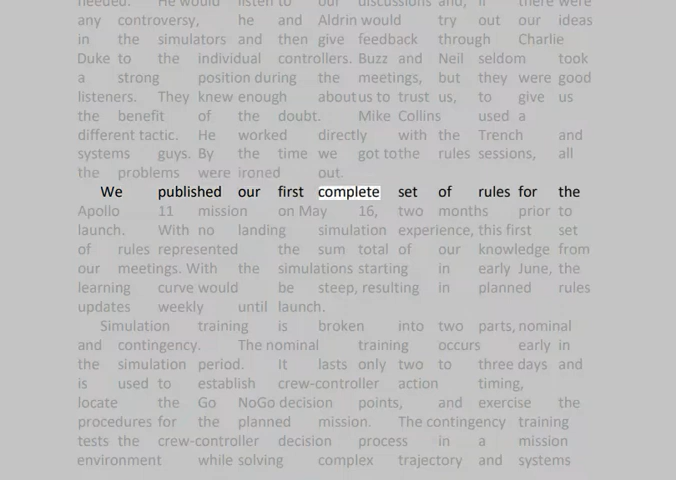 needed. He would listen to our discussions and, if there were
any controversy, he and Aldrin would try out our ideas
in the simulators and then give feedback through Charlie
Duke to the individual controllers. Buzz and Neil seldom took
a strong position during the meetings, but they were good
listeners. They knew enough about us to trust us, to give us
the benefit of the doubt. Mike Collins used a
different tactic. He worked directly with the Trench and
systems guys. By the time we got to the rules sessions, all
the problems were ironed out.
We published our first complete set of rules for the
Apollo 11 mission on May 16, two months prior to
launch. With no landing simulation experience, this first set
of rules represented the sum total of our knowledge from
our meetings. With the simulations starting in early June, the
learning curve would be steep, resulting in planned rules
updates weekly until launch.
Simulation training is broken into two parts, nominal
and contingency. The nominal training occurs early in
the simulation period. It lasts only two to three days and
is used to establish crew-controller action timing,
locate the Go NoGo decision points, and exercise the
procedures for the planned mission. The contingency training
tests the crew-controller decision process in a mission
environment while solving complex trajectory and systems